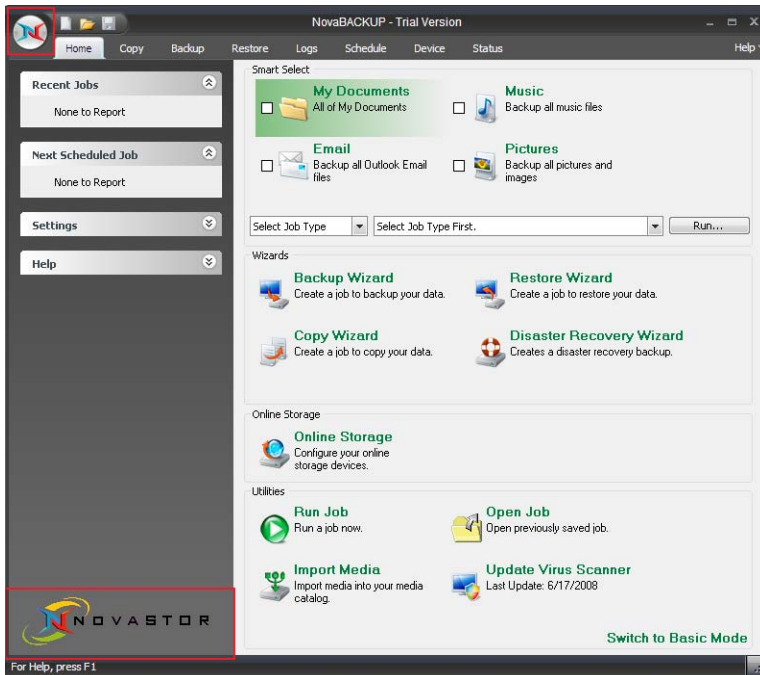 NovaBACKUP - Trial Version
Home Copy Backup Restore Logs Schedule Device Status Help
Recent Jobs
None to Report
Next Scheduled Job
None to Report
Settings
Help
Smart Select
My Documents
All of My Documents
Music
Backup all music files
Email
Backup all Outlook Email
files
Pictures
Backup all pictures and
images
Select Job Type Select Job Type First. Run...
Wizards
Backup Wizard
Create a job to backup your data.
Restore Wizard
Create a job to restore your data.
Copy Wizard
Create a job to copy your data.
Disaster Recovery Wizard
Creates a disaster recovery backup.
Online Storage
Online Storage
Configure your online
storage devices.
Utilities
Run Job
Run a job now.
Open Job
Open previously saved job.
Import Media
Import media into your media
catalog.
Update Virus Scanner
Last Update: 6/17/2008
Switch to Basic Mode
NOVASTOR
For Help, press F1